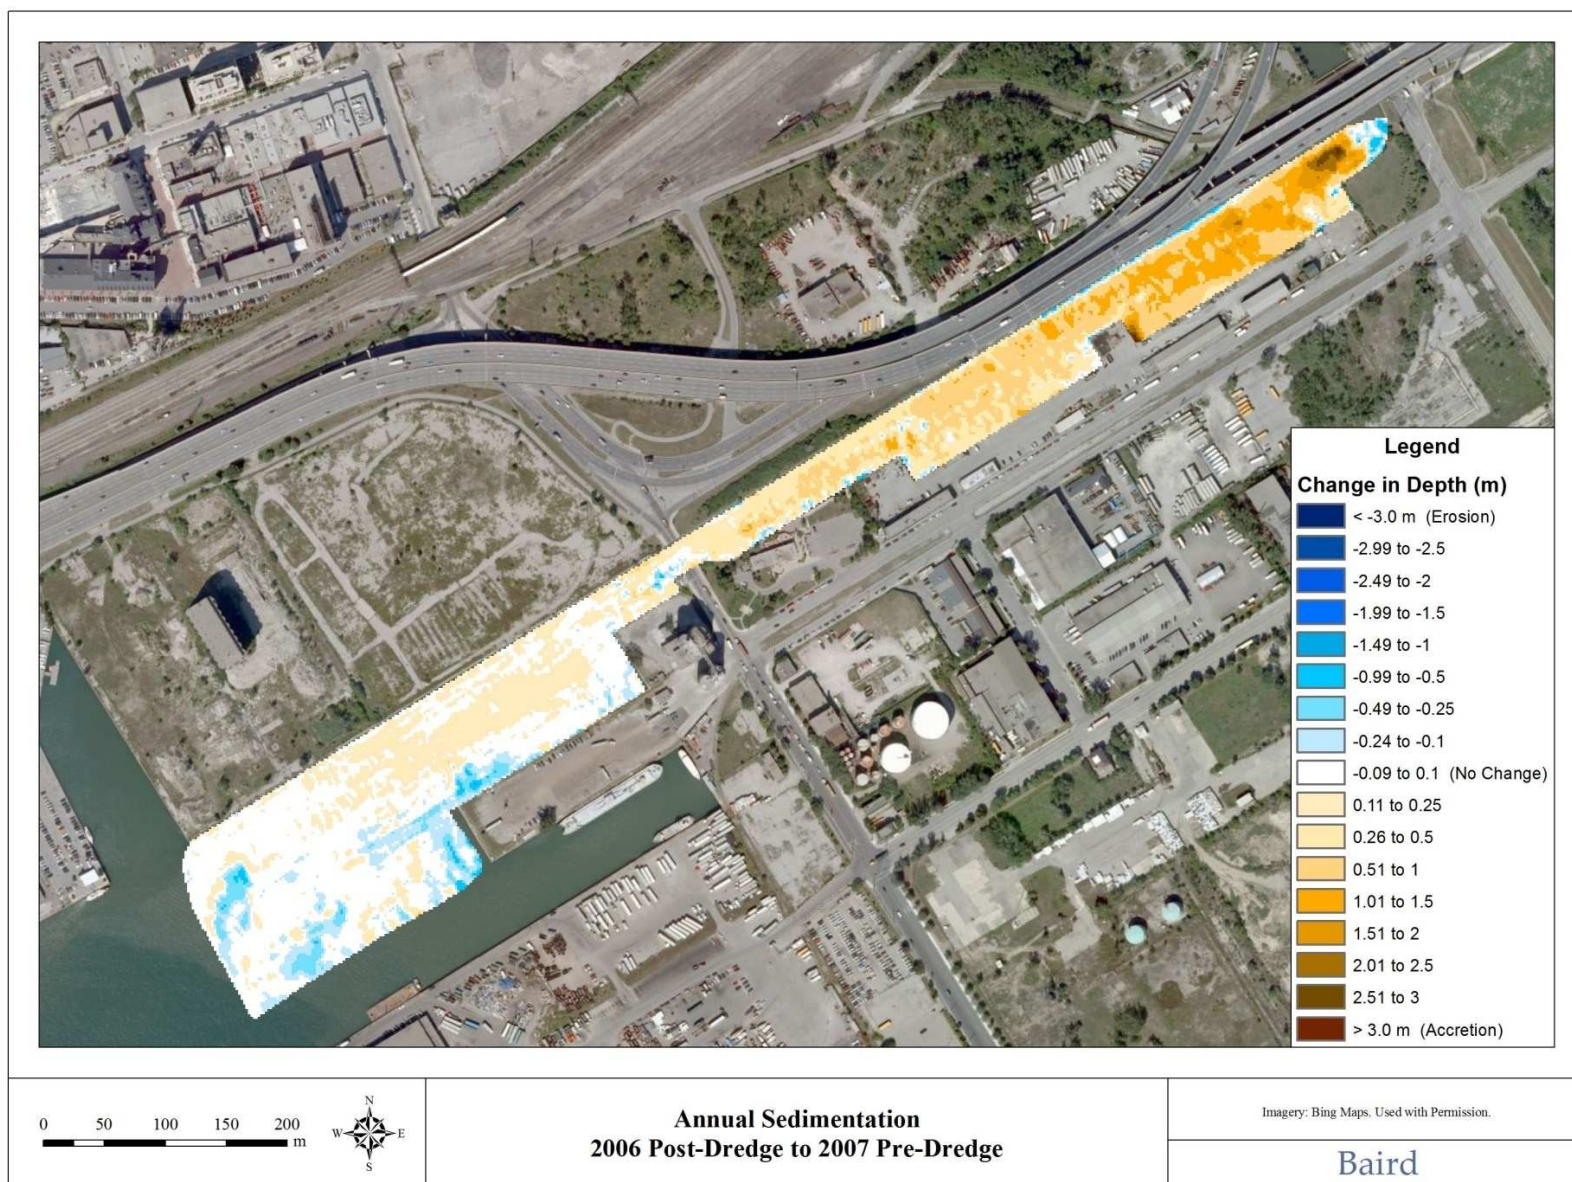 Legend
Change in Depth (m)
< -3.0 m (Erosion)
-2.99 to -2.5
-2.49 to -2
-1.99 to -1.5
-1.49 to -1
-0.99 to -0.5
-0.49 to -0.25
-0.24 to -0.1
-0.09 to 0.1 (No Change)
0.11 to 0.25
0.26 to 0.5
0.51 to 1
1.01 to 1.5
1.51 to 2
2.01 to 2.5
2.51 to 3
> 3.0 m (Accretion)
0 50 100 150 200
m
N
W E
S
Annual Sedimentation
2006 Post-Dredge to 2007 Pre-Dredge
Imagery: Bing Maps. Used with Permission.
Baird